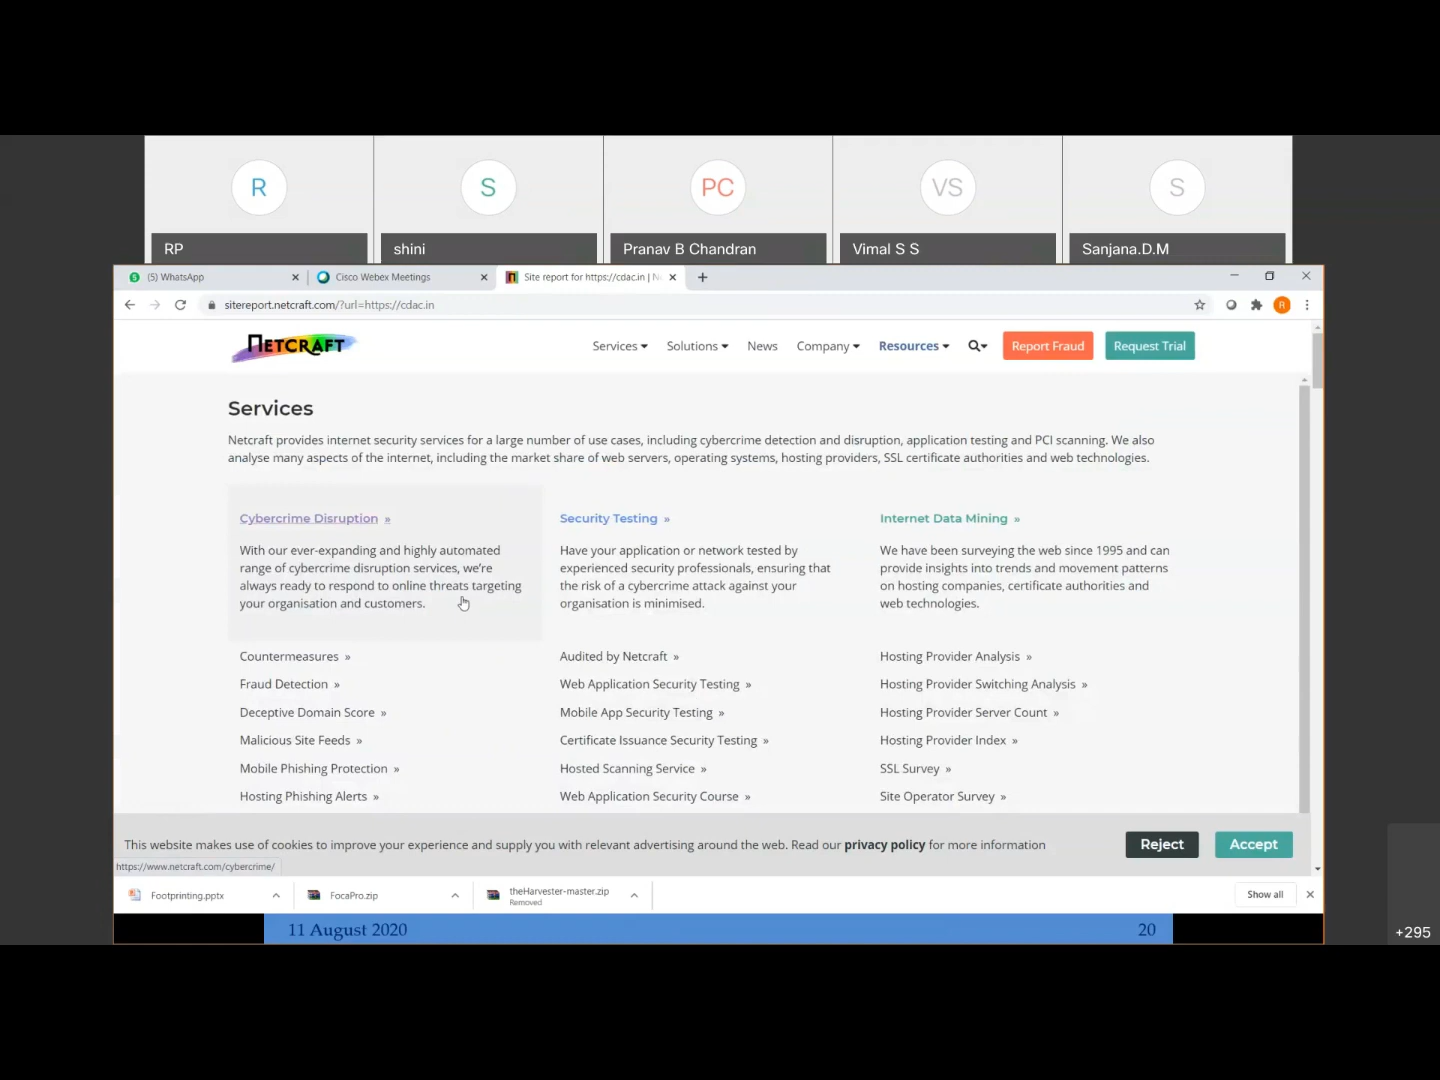 R
S
PC
VS
S
RP
shini
Pranav B Chandran
Vimal S S
Sanjana.D.M
(5) WhatsApp
Cisco Webex Meetings
Site report for https://cdac.in | N
sitereport.netcraft.com/?url=https://cdac.in
R
NETCRAFT
Services
Solutions
News
Company
Resources
Report Fraud
Request Trial
Services
Netcraft provides internet security services for a large number of use cases, including cybercrime detection and disruption, application testing and PCI scanning. We also
analyse many aspects of the internet, including the market share of web servers, operating systems, hosting providers, SSL certificate authorities and web technologies.
Cybercrime Disruption »
With our ever-expanding and highly automated
range of cybercrime disruption services, we're
always ready to respond to online threats targeting
your organisation and customers.
Countermeasures »
Fraud Detection »
Deceptive Domain Score »
Malicious Site Feeds »
Mobile Phishing Protection »
Hosting Phishing Alerts »
Security Testing »
Have your application or network tested by
experienced security professionals, ensuring that
the risk of a cybercrime attack against your
organisation is minimised.
Audited by Netcraft »
Web Application Security Testing »
Mobile App Security Testing »
Certificate Issuance Security Testing »
Hosted Scanning Service »
Web Application Security Course »
Internet Data Mining »
We have been surveying the web since 1995 and can
provide insights into trends and movement patterns
on hosting companies, certificate authorities and
web technologies.
Hosting Provider Analysis »
Hosting Provider Switching Analysis »
Hosting Provider Server Count »
Hosting Provider Index »
SSL Survey »
Site Operator Survey »
This website makes use of cookies to improve your experience and supply you with relevant advertising around the web. Read our privacy policy for more information
Reject
Accept
https://www.netcraft.com/cybercrime/
Footprinting.pptx
FocaPro.zip
theHarvester-master.zip
Removed
Show all
11 August 2020
20
+295